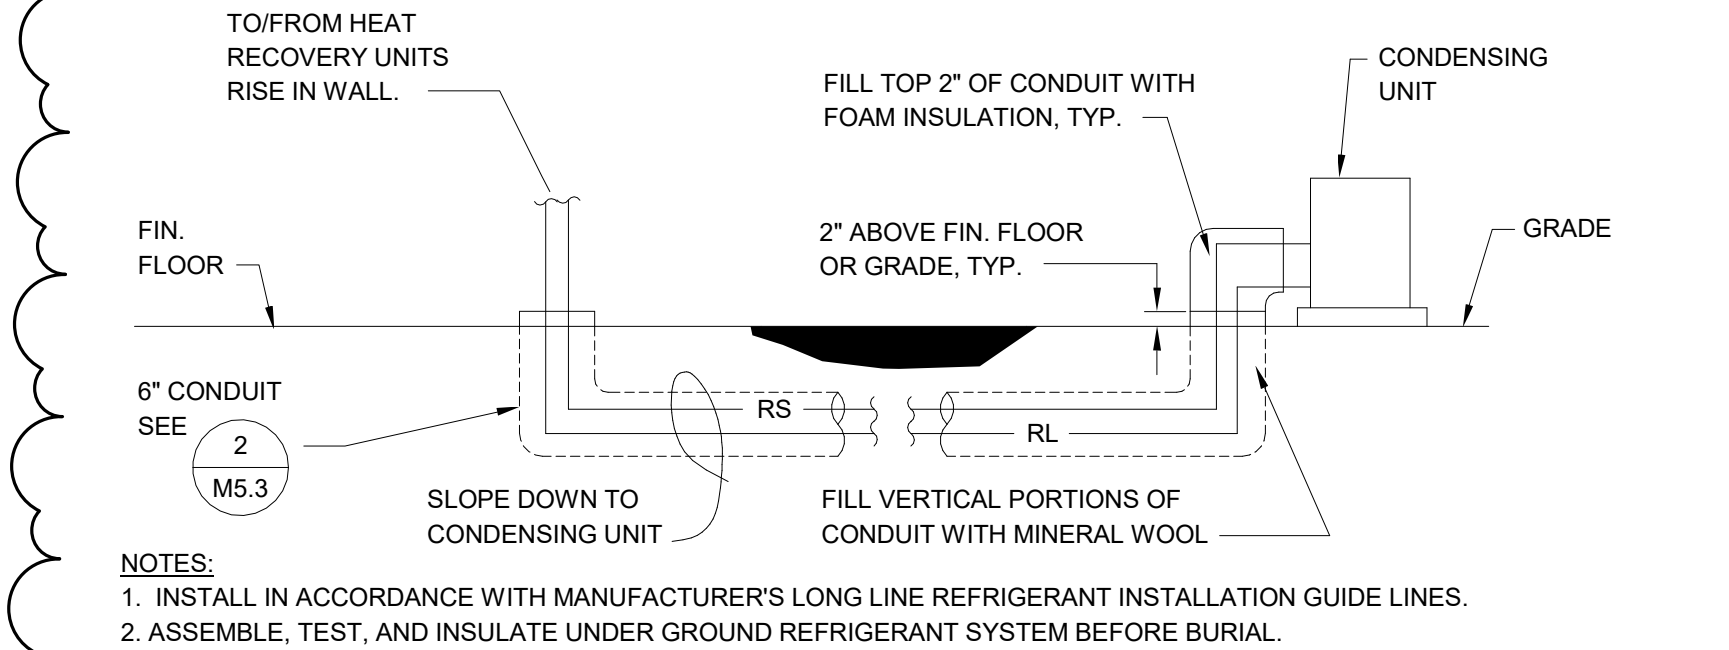 TO/FROM HEAT
RECOVERY UNITS
RISE IN WALL.
FILL TOP 2" OF CONDUIT WITH
FOAM INSULATION, TYP.
CONDENSING
UNIT
FIN.
FLOOR
2" ABOVE FIN. FLOOR
OR GRADE, TYP.
GRADE
6" CONDUIT
SEE
2
M5.3
RS
RL
SLOPE DOWN TO
CONDENSING UNIT
FILL VERTICAL PORTIONS OF
CONDUIT WITH MINERAL WOOL
NOTES:
1. INSTALL IN ACCORDANCE WITH MANUFACTURER'S LONG LINE REFRIGERANT INSTALLATION GUIDE LINES.
2. ASSEMBLE, TEST, AND INSULATE UNDER GROUND REFRIGERANT SYSTEM BEFORE BURIAL.